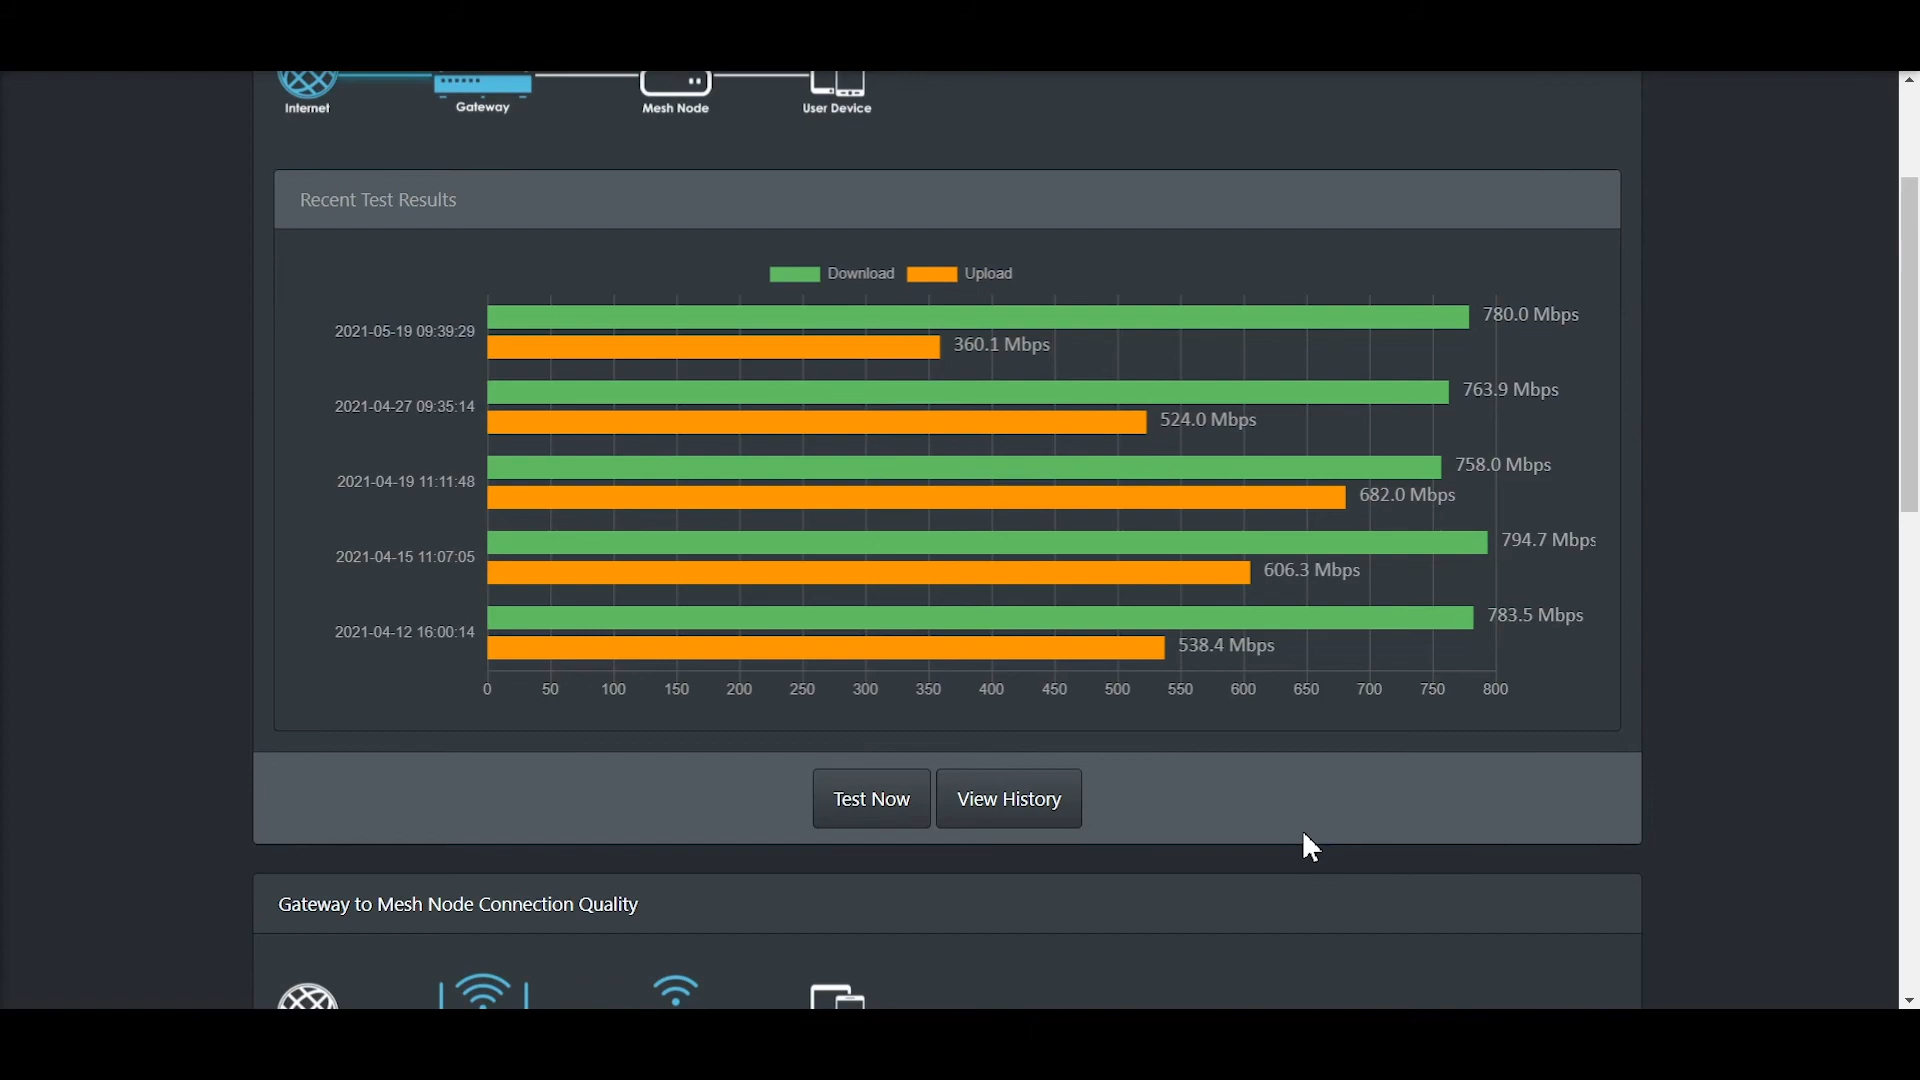 Internet Gateway Mesh Node User Device
Recent Test Results
Download Upload
2021-05-19 09:39:29 780.0 Mbps
360.1 Mbps
2021-04-27 09:35:14 763.9 Mbps
524.0 Mbps
2021-04-19 11:11:48 758.0 Mbps
682.0 Mbps
2021-04-15 11:07:05 794.7 Mbps
606.3 Mbps
2021-04-12 16:00:14 783.5 Mbps
538.4 Mbps
0 50 100 150 200 250 300 350 400 450 500 550 600 650 700 750 800
Test Now View History
Gateway to Mesh Node Connection Quality